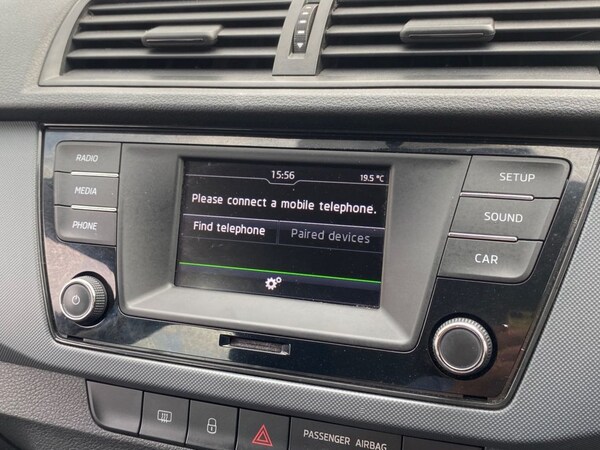 RADIO
MEDIA
PHONE
15:56
19.5 °C
Please connect a mobile telephone.
Find telephone
Paired devices
SETUP
SOUND
CAR
PASSENGER AIRBAG